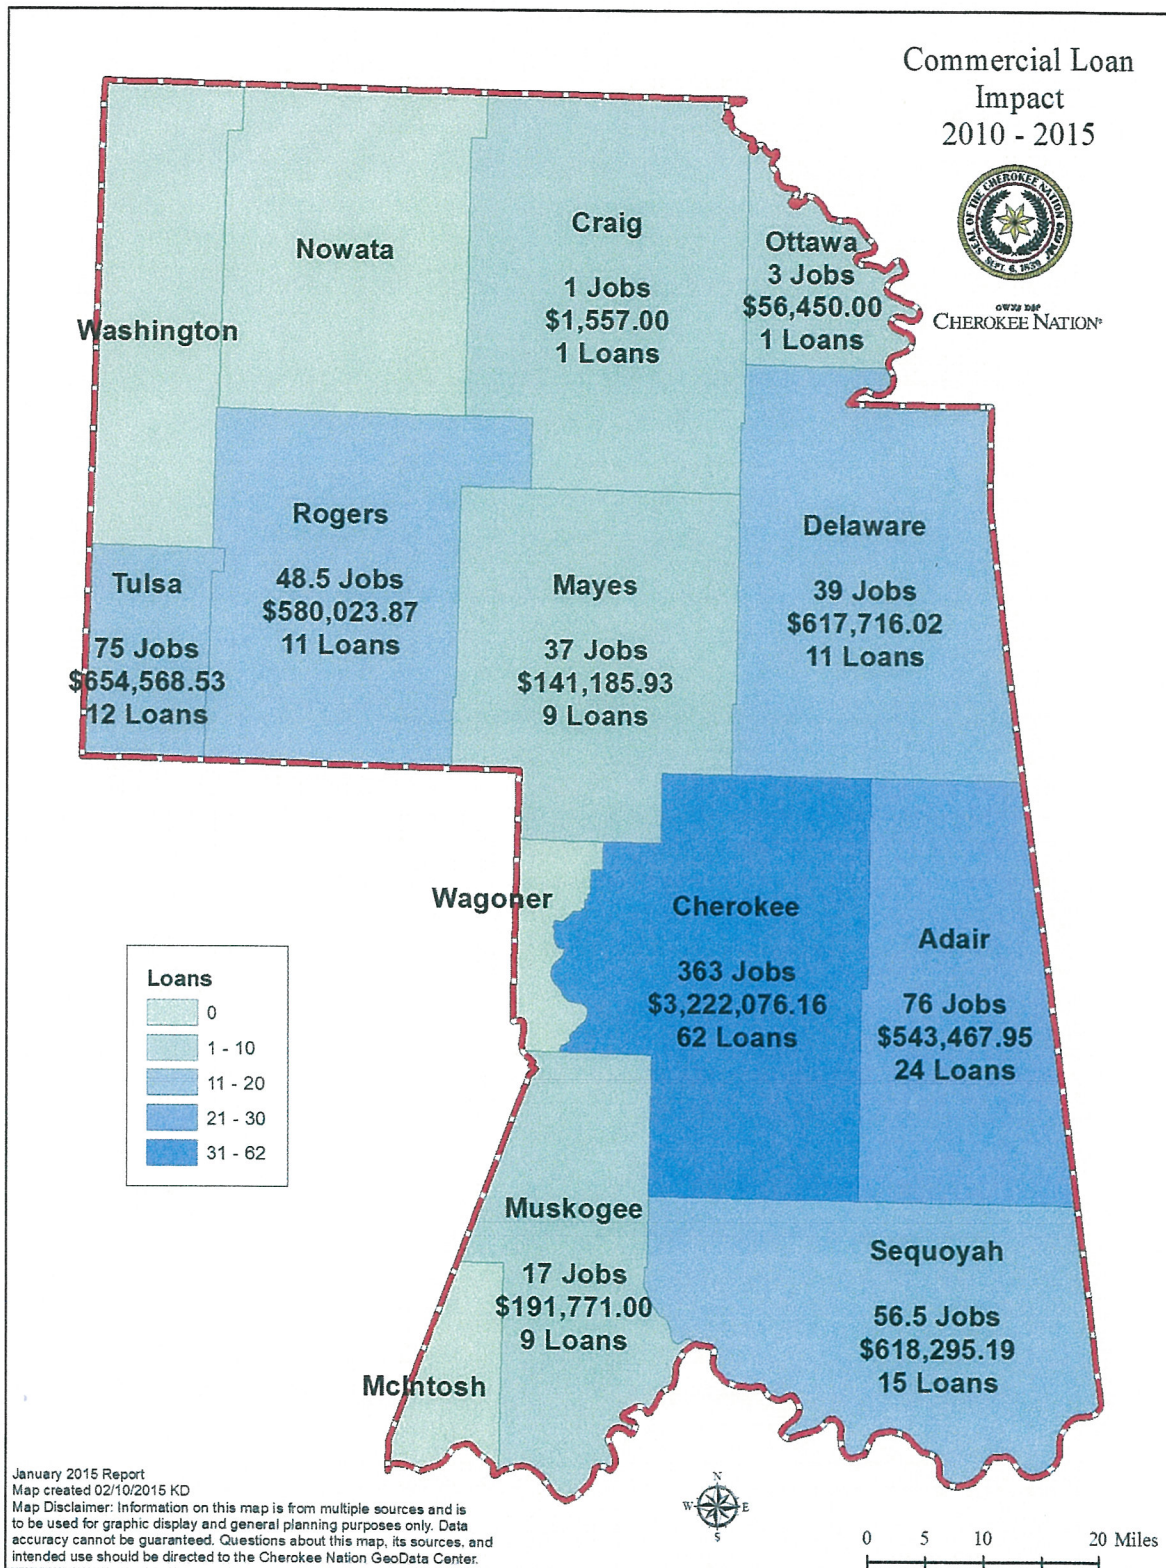 Commercial Loan
Impact
2010 - 2015
SEAL OF THE CHEROKEE NATION
SEPT. 6, 1839
CHEROKEE NATION®
Nowata
Craig
1 Jobs
$1,557.00
1 Loans
Ottawa
3 Jobs
$56,450.00
1 Loans
Washington
Rogers
48.5 Jobs
$580,023.87
11 Loans
Delaware
39 Jobs
$617,716.02
11 Loans
Tulsa
75 Jobs
$654,568.53
12 Loans
Mayes
37 Jobs
$141,185.93
9 Loans
Wagoner
Cherokee
363 Jobs
$3,222,076.16
62 Loans
Adair
76 Jobs
$543,467.95
24 Loans
Loans
0
1 - 10
11 - 20
21 - 30
31 - 62
Muskogee
17 Jobs
$191,771.00
9 Loans
Sequoyah
56.5 Jobs
$618,295.19
15 Loans
McIntosh
January 2015 Report
Map created 02/10/2015 KD
Map Disclaimer: Information on this map is from multiple sources and is
to be used for graphic display and general planning purposes only. Data
accuracy cannot be guaranteed. Questions about this map, its sources, and
intended use should be directed to the Cherokee Nation GeoData Center.
N
W E
S
0 5 10 20 Miles